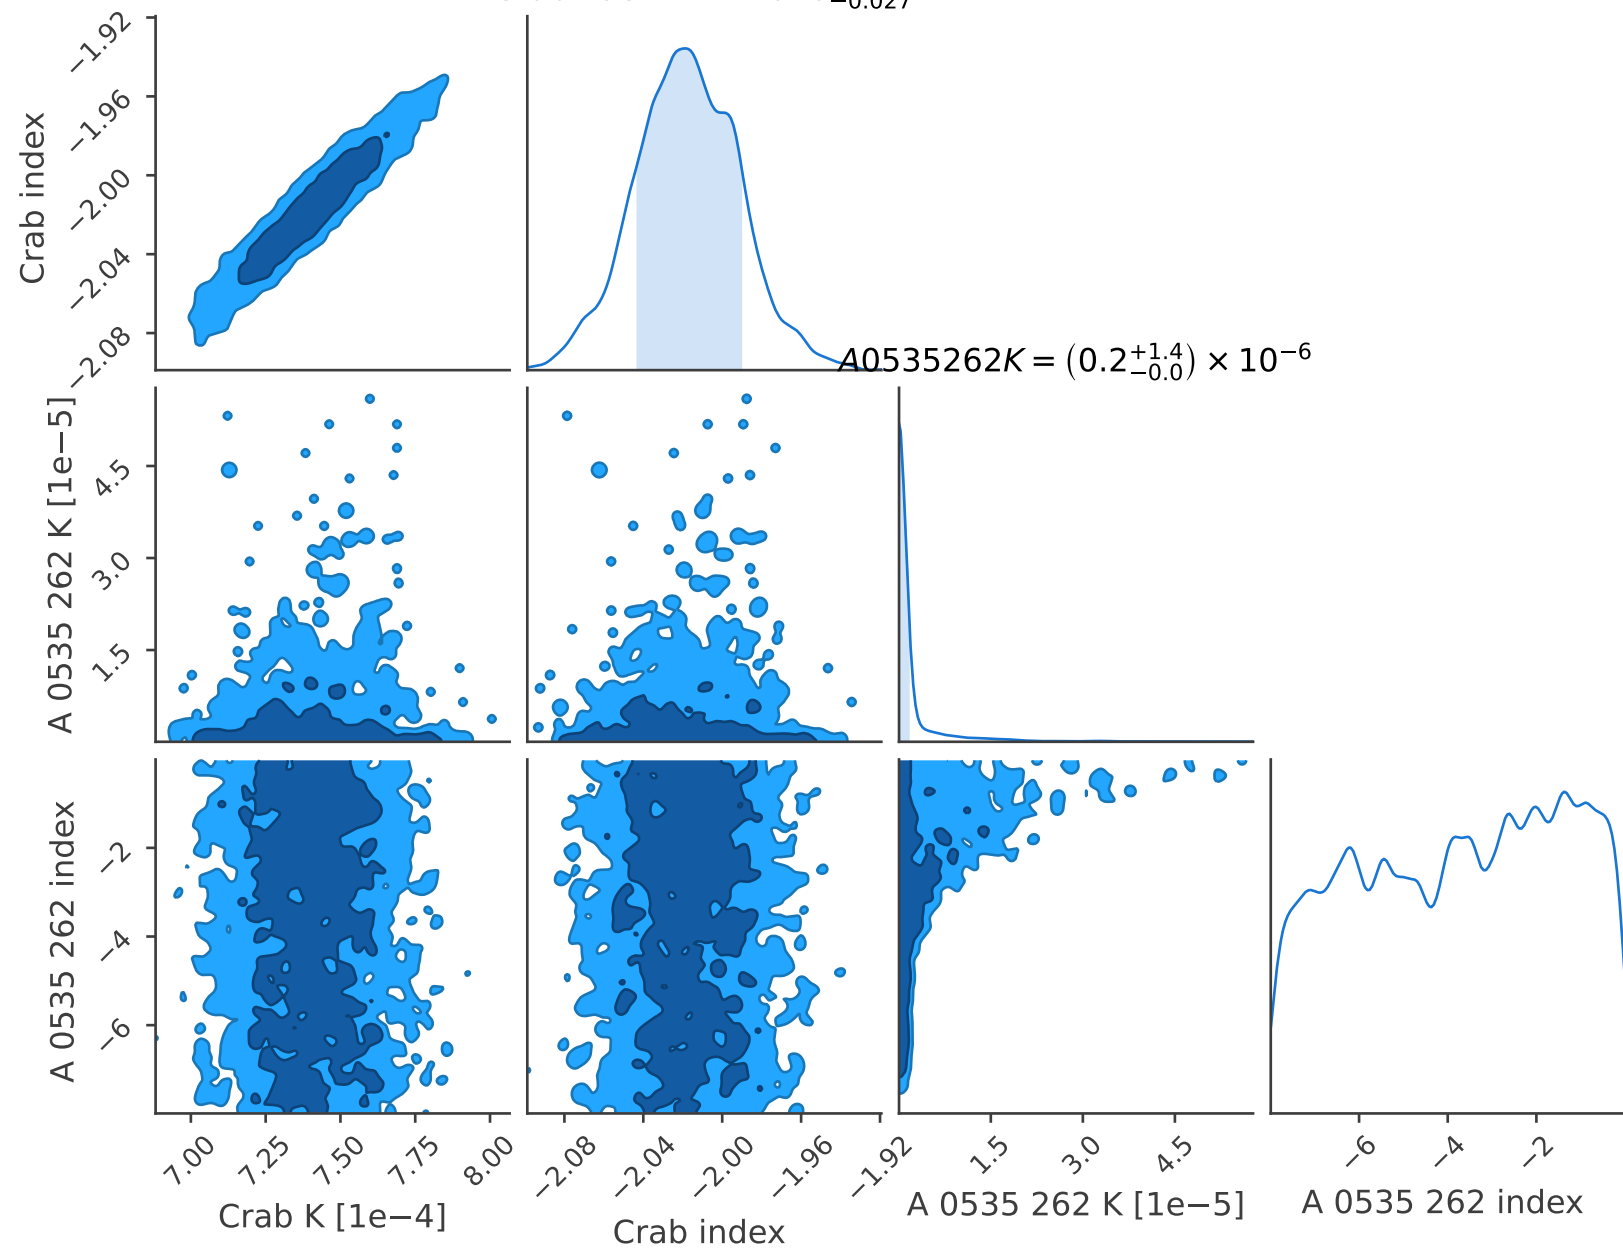 −0.027
−1.92
−1.96
−2.00
−2.04
−2.08
Crab index
A0535262K = (0.2 +1.4 −0.0) × 10−6
4.5
3.0
1.5
A 0535 262 K [1e−5]
−2
−4
−6
A 0535 262 index
7.00 7.25 7.50 7.75 8.00
−2.08 −2.04 −2.00 −1.96 −1.92
1.5 3.0 4.5
−6 −4 −2
Crab K [1e−4]
Crab index
A 0535 262 K [1e−5]
A 0535 262 index